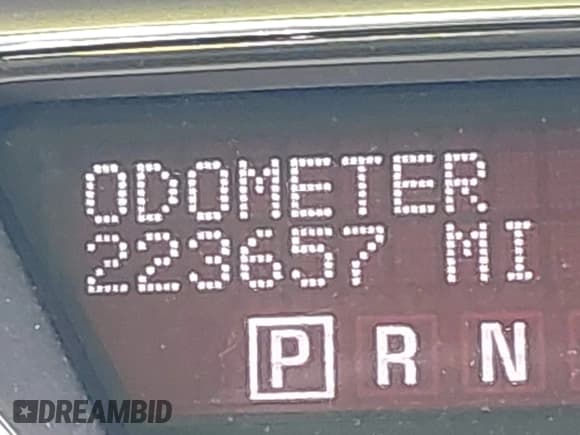 ODOMETER
223657 MI
P R N
DREAMBID